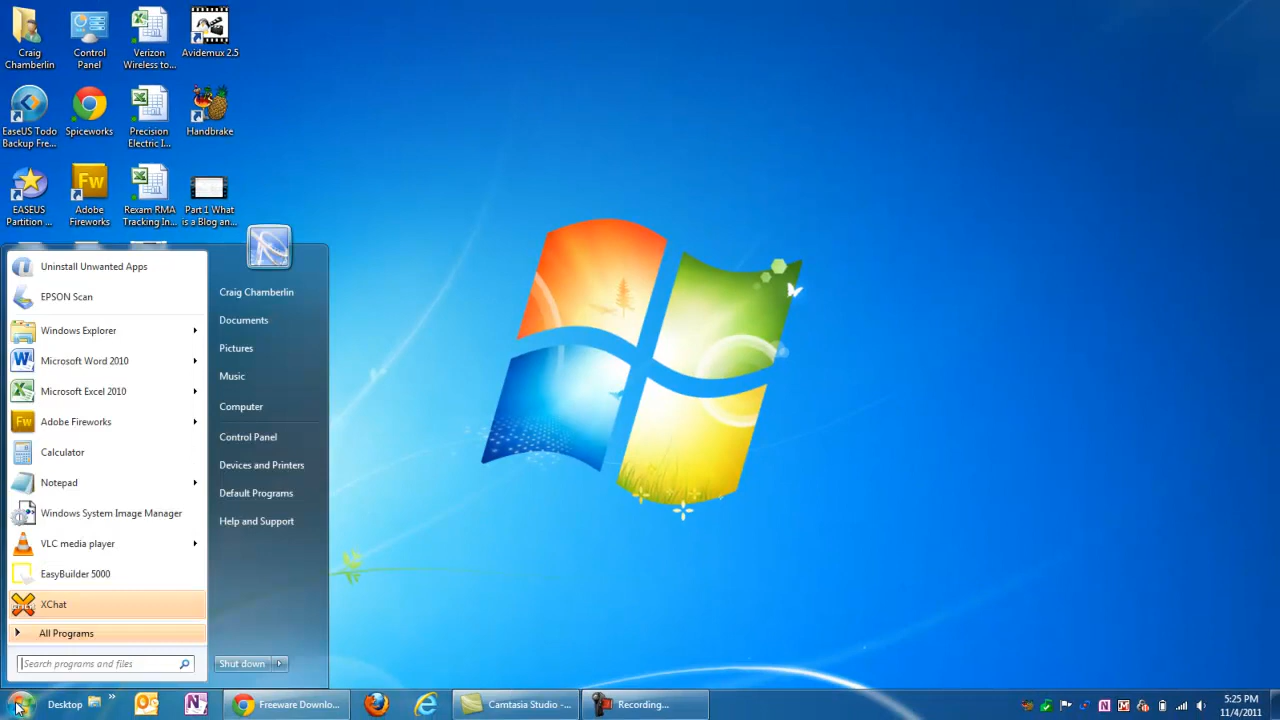 Craig
Chamberlin
Control
Panel
Verizon
Wireless to...
Avidemux 2.5
EaseUS Todo
Backup Fre...
Spiceworks
Precision
Electric I...
Handbrake
EASEUS
Partition ...
Fw
Adobe
Fireworks
Rexam RMA
Tracking In...
Part 1 What
is a Blog an...
Uninstall Unwanted Apps
EPSON Scan
Windows Explorer
Microsoft Word 2010
Microsoft Excel 2010
Fw Adobe Fireworks
Calculator
Notepad
Windows System Image Manager
VLC media player
EasyBuilder 5000
XChat
All Programs
Search programs and files
Craig Chamberlin
Documents
Pictures
Music
Computer
Control Panel
Devices and Printers
Default Programs
Help and Support
Shut down
Desktop
»
Freeware Downlo...
Camtasia Studio -...
Recording...
5:25 PM
11/4/2011